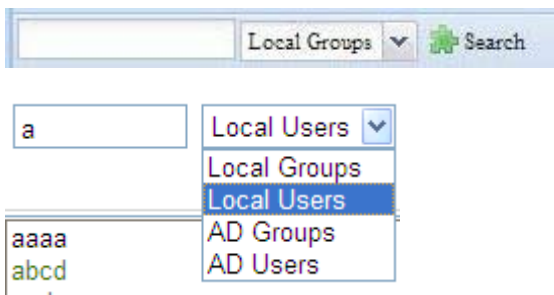 Local Groups Search
a Local Users
Local Groups
Local Users
AD Groups
AD Users
aaaa
abcd